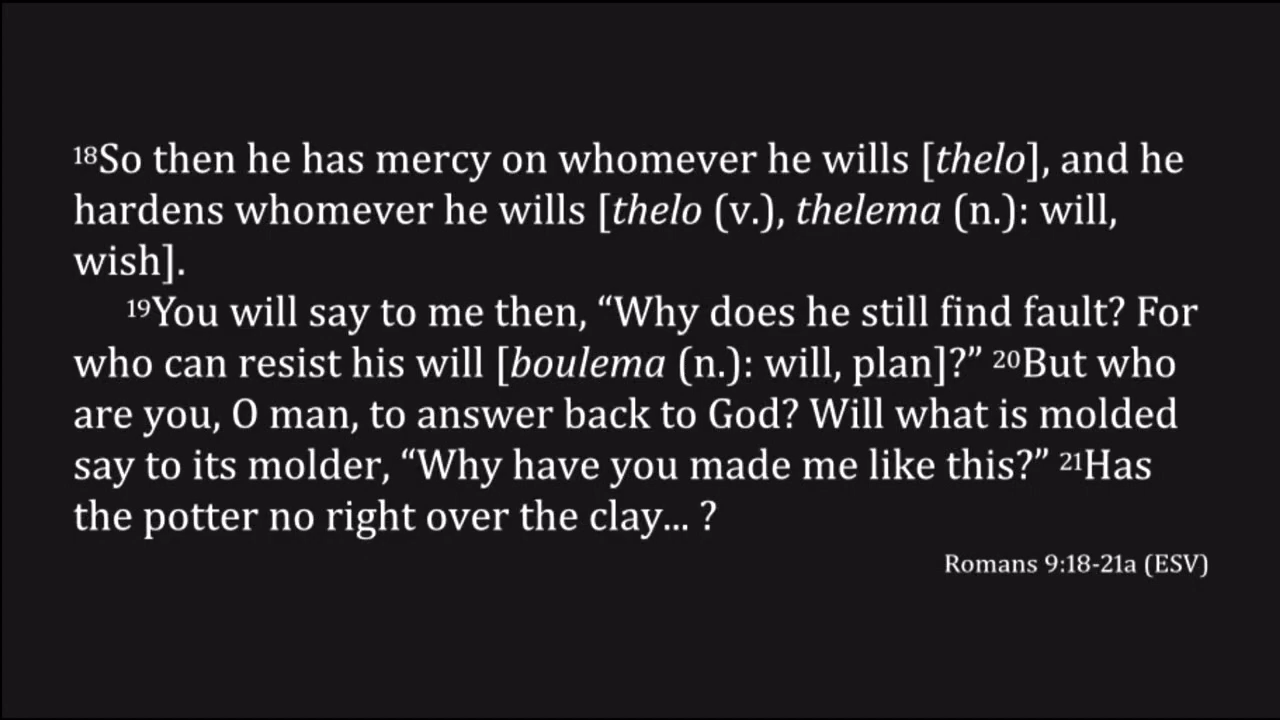 18So then he has mercy on whomever he wills [thelo], and he
hardens whomever he wills [thelo (v.), thelema (n.): will,
wish].
19You will say to me then, “Why does he still find fault? For
who can resist his will [boulema (n.): will, plan]?” 20But who
are you, O man, to answer back to God? Will what is molded
say to its molder, “Why have you made me like this?” 21Has
the potter no right over the clay... ?
Romans 9:18-21a (ESV)